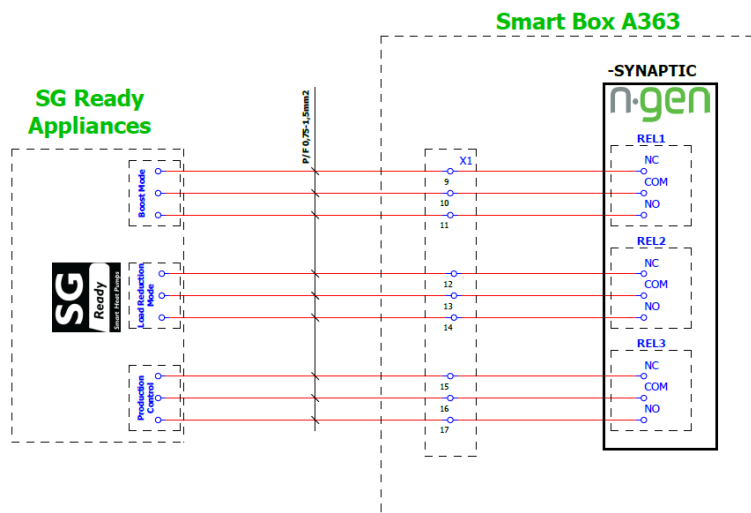 Smart Box A363
-SYNAPTIC
n·gen
SG Ready
Appliances
P/F 0,75-1,5mm2
X1
REL1
NC
COM
NO
Boost Mode
9
10
11
REL2
NC
COM
NO
SG
Ready
Smart Heat Pumps
Load Reduction
Mode
12
13
14
REL3
NC
COM
NO
Production
Control
15
16
17